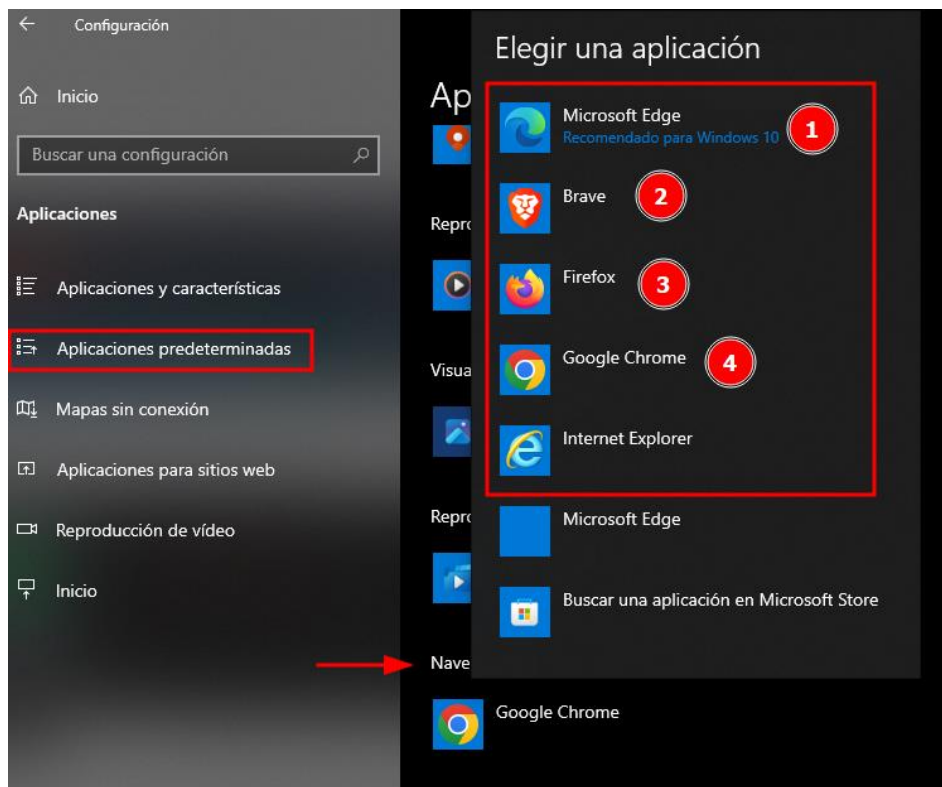 Configuración
Inicio
Buscar una configuración
Aplicaciones
Aplicaciones y características
Aplicaciones predeterminadas
Mapas sin conexión
Aplicaciones para sitios web
Reproducción de vídeo
Inicio
Ap
Repro
Visua
Repro
Nave
Google Chrome
Elegir una aplicación
Microsoft Edge
Recomendado para Windows 10
1
Brave
2
Firefox
3
Google Chrome
4
Internet Explorer
Microsoft Edge
Buscar una aplicación en Microsoft Store